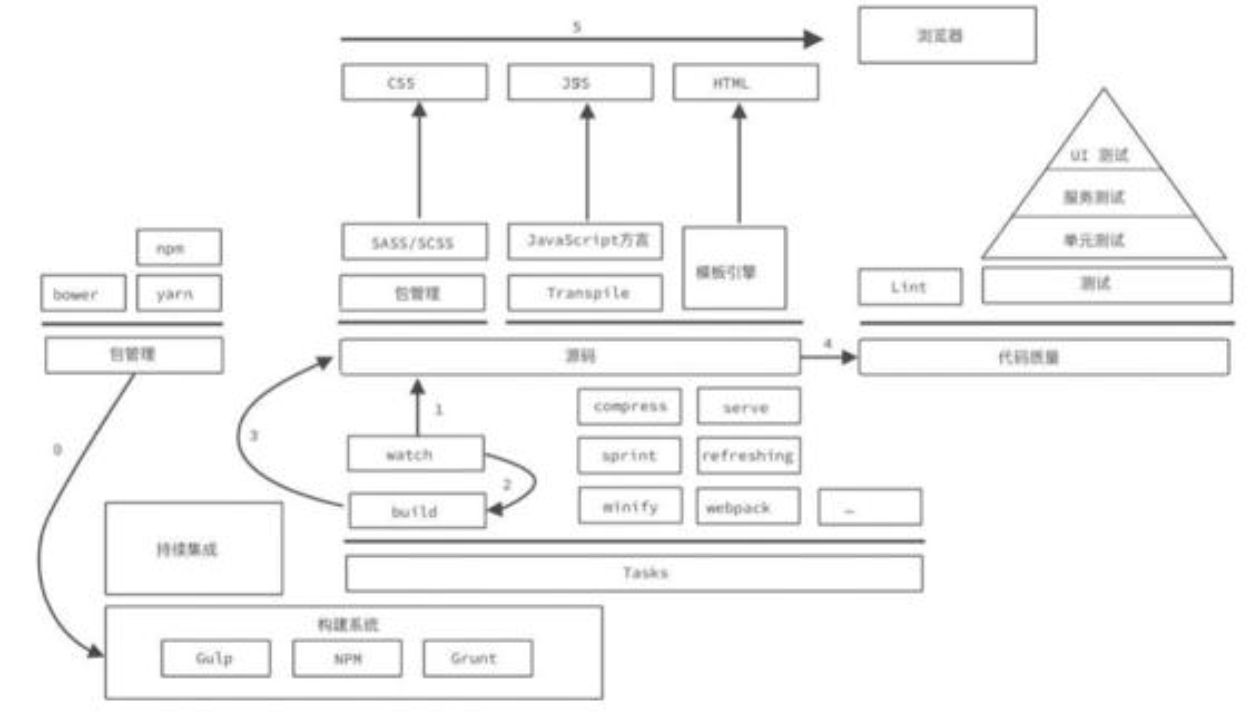 5
浏览器
CSS
JS
HTML
UI 测试
服务测试
单元测试
npm
bower
yarn
包管理
SASS/SCSS
JavaScript方言
模板引擎
包管理
Transpile
Lint
测试
源码
4
代码质量
0
3
1
compress
serve
watch
sprint
refreshing
2
build
minify
webpack
…
持续集成
Tasks
构建系统
Gulp
NPM
Grunt